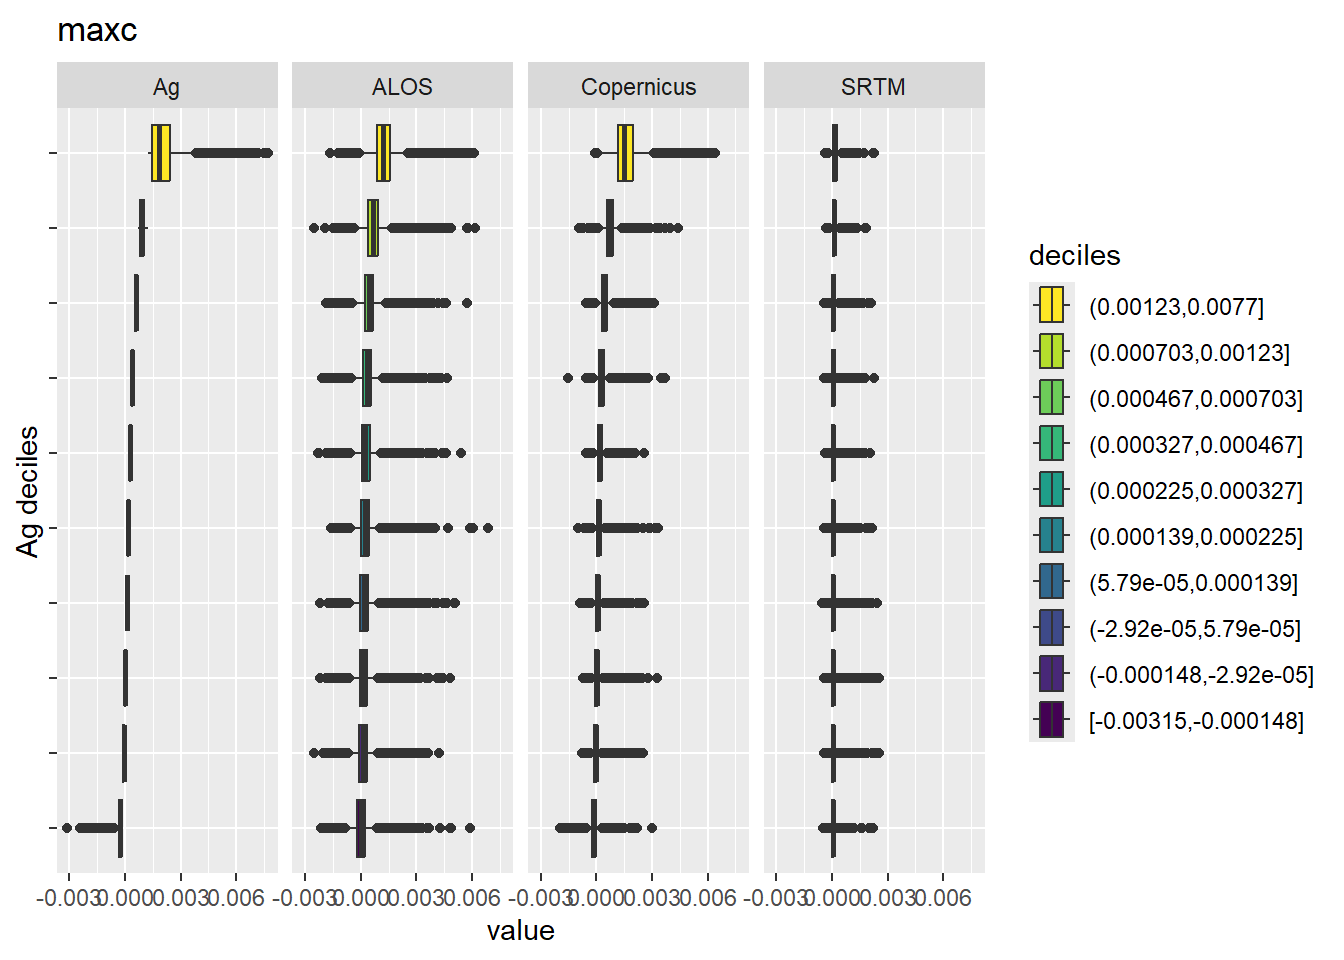 maxc
Ag ALOS Copernicus SRTM
Ag deciles
-0.003 0.000 0.003 0.006 -0.003 0.000 0.003 0.006 -0.003 0.000 0.003 0.006 -0.003 0.000 0.003 0.006
value
deciles
(0.00123,0.0077]
(0.000703,0.00123]
(0.000467,0.000703]
(0.000327,0.000467]
(0.000225,0.000327]
(0.000139,0.000225]
(5.79e-05,0.000139]
(-2.92e-05,5.79e-05]
(-0.000148,-2.92e-05]
[-0.00315,-0.000148]